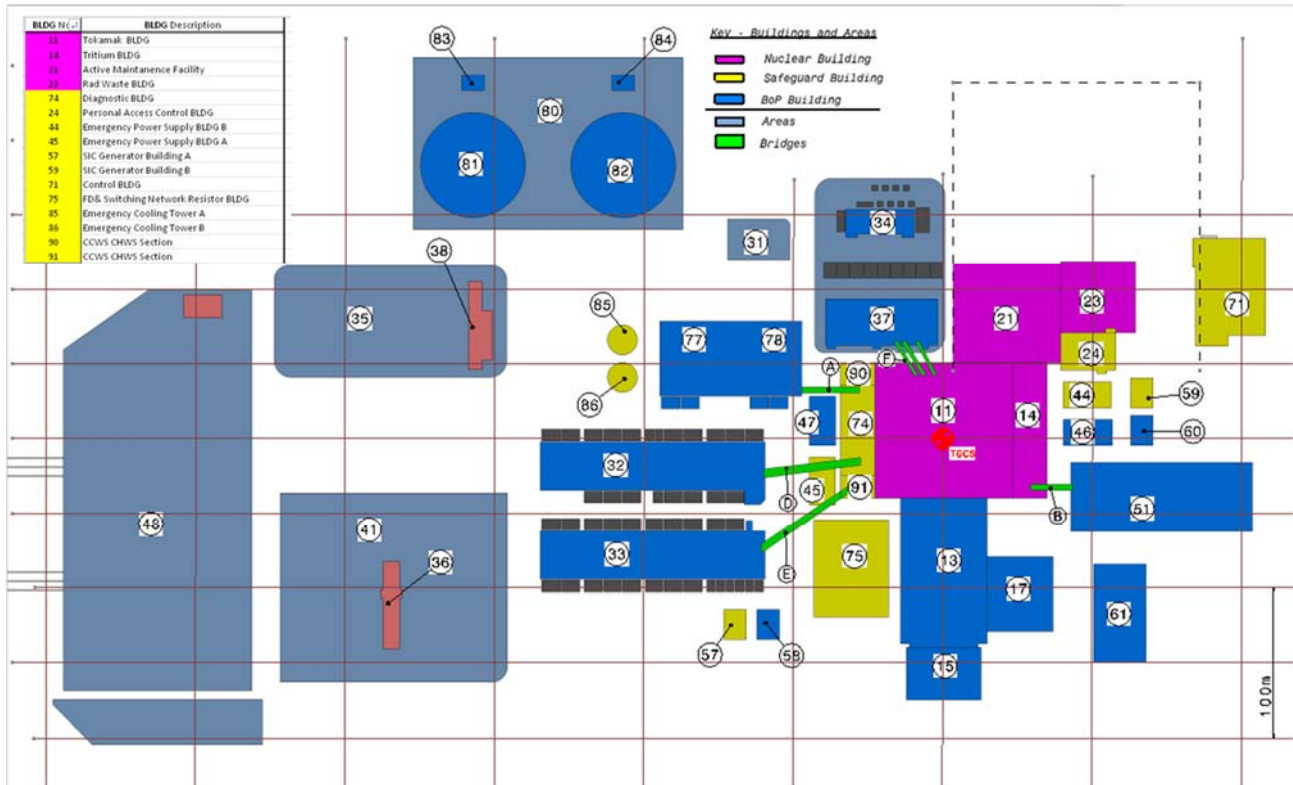 BLDG No BLDG Description
11 Tokamak BLDG
14 Tritium BLDG
21 Active Maintanence Facility
23 Rad Waste BLDG
74 Diagnostic BLDG
24 Personal Access Control BLDG
44 Emergency Power Supply BLDG B
45 Emergency Power Supply BLDG A
57 SIC Generator Building A
59 SIC Generator Building B
71 Control BLDG
75 FD& Switching Network Resistor BLDG
85 Emergency Cooling Tower A
86 Emergency Cooling Tower B
90 CCWS CHWS Section
91 CCWS CHWS Section
Key - Buildings and Areas
Nuclear Building
Safeguard Building
BoP Building
Areas
Bridges
83
84
80
81
82
31
34
38
35
37
21
23
71
85
86
77
78
F
24
A
90
47
74
11
14
44
59
46
60
TGCS
32
D
45
91
B
51
48
41
33
E
36
75
13
17
61
57
58
15
100m